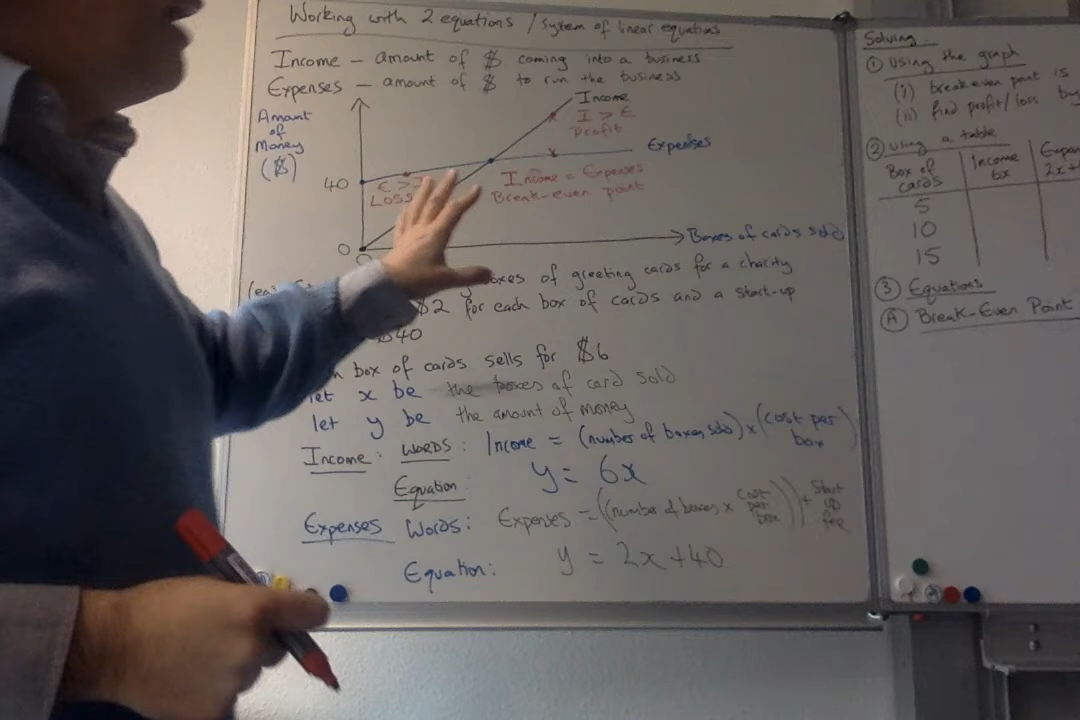 Working with 2 equations / system of linear equations
Income – amount of $ coming into a business
Expenses – amount of $ to run the business
Amount
of
Money
($)
Income
I > E
Profit
Expenses
40
E > I
Loss
Income = Expenses
Break-even point
0
0
Boxes of cards sold
boxes of greeting cards for a charity
$2 for each box of cards and a start-up
$40
box of cards sells for $6
let x be the boxes of card sold
let y be the amount of money
Income: WORDS: Income = (number of boxes sold) x (cost per box)
Equation y = 6x
Expenses Words: Expenses = ((number of boxes x cost per box)) + Start up fee
Equation: y = 2x + 40
Solving
① Using the graph
(i) breakeven point is
(ii) find profit/loss by
② Using a table
Box of cards Income 6x 2x+
5
10
15
③ Equations
Ⓐ Break-Even Point